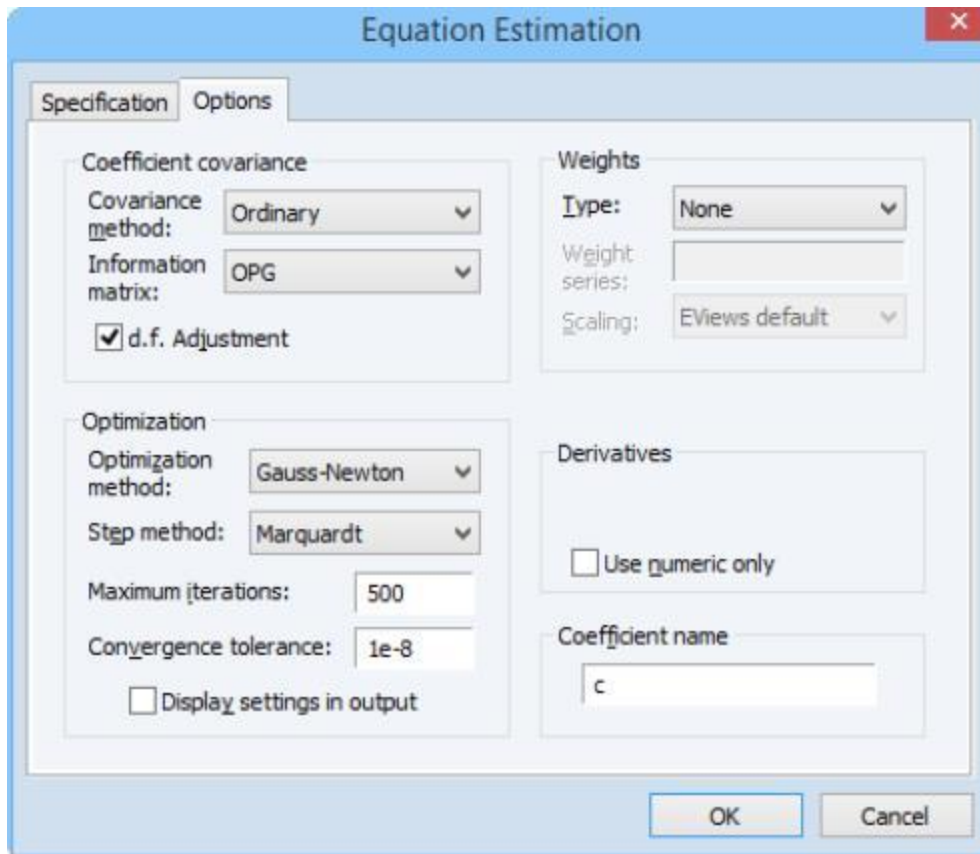 Equation Estimation
Specification
Options
Coefficient covariance
Covariance
method:
Ordinary
Information
matrix:
OPG
d.f. Adjustment
Optimization
Optimization
method:
Gauss-Newton
Step method:
Marquardt
Maximum iterations:
500
Convergence tolerance:
1e-8
Display settings in output
Weights
Type:
None
Weight
series:
Scaling:
EViews default
Derivatives
Use numeric only
Coefficient name
c
OK
Cancel